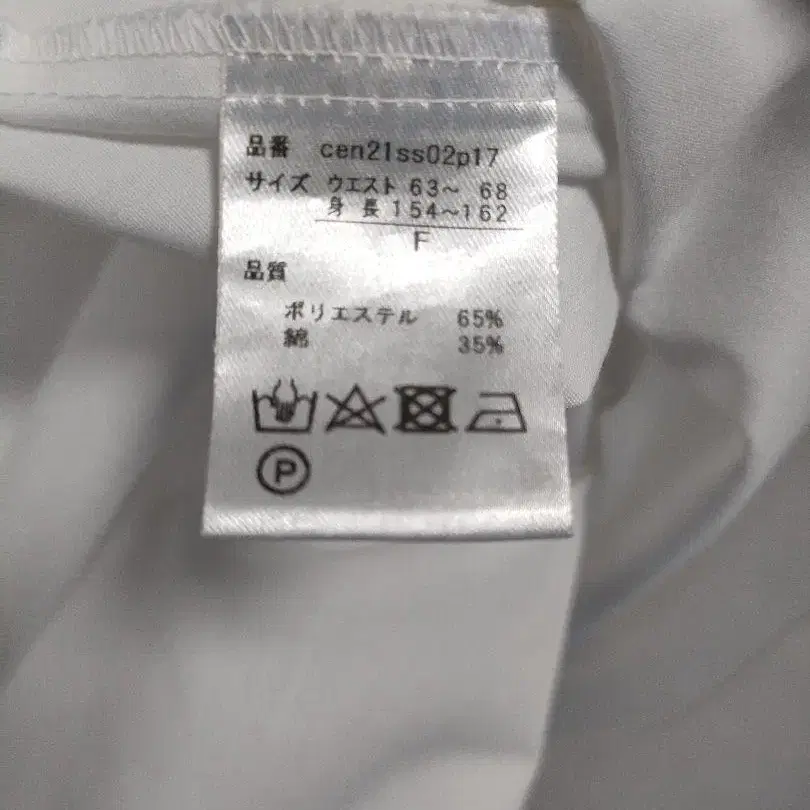 品番 cen21ss02p17
サイズ ウエスト 63〜 68
身 長 154〜162
F
品質
ポリエステル 65%
綿 35%
P